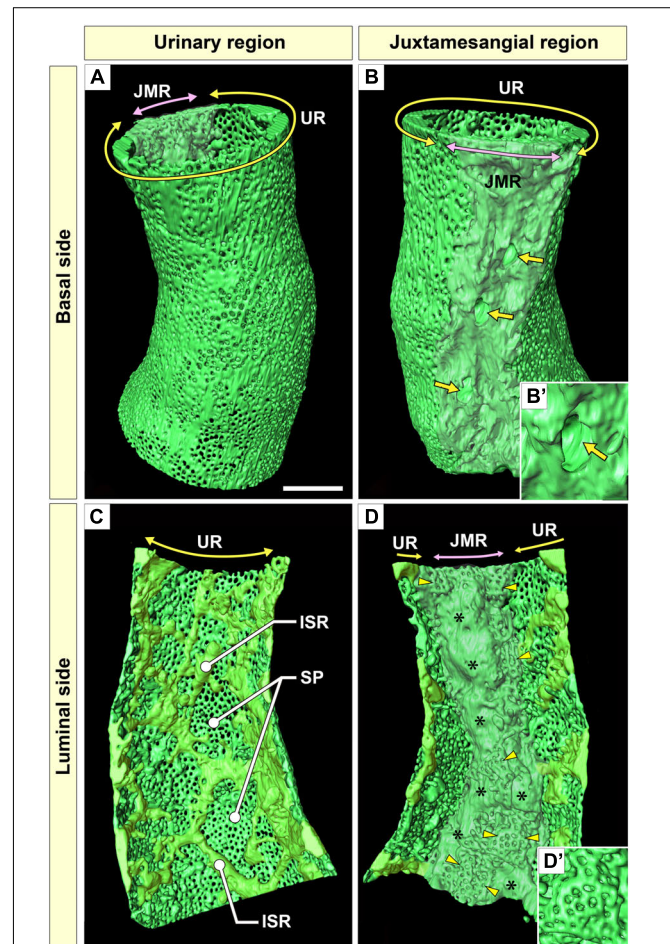 Urinary region
Juxtamesangial region
Basal side
A
JMR
UR
B
UR
JMR
B'
Luminal side
C
UR
ISR
SP
ISR
D
UR
JMR
UR
*
*
*
*
*
*
*
D'